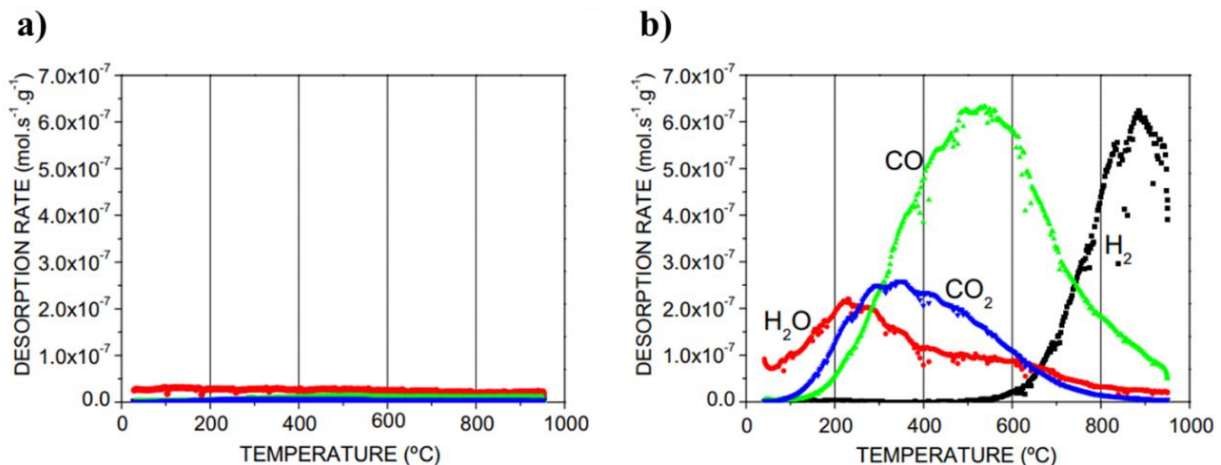 a)
7.0x10⁻⁷
6.0x10⁻⁷
5.0x10⁻⁷
4.0x10⁻⁷
3.0x10⁻⁷
2.0x10⁻⁷
1.0x10⁻⁷
0.0
DESORPTION RATE (mol.s⁻¹.g⁻¹)
0 200 400 600 800 1000
TEMPERATURE (ºC)
b)
7.0x10⁻⁷
6.0x10⁻⁷
5.0x10⁻⁷
4.0x10⁻⁷
3.0x10⁻⁷
2.0x10⁻⁷
1.0x10⁻⁷
0.0
DESORPTION RATE (mol.s⁻¹.g⁻¹)
CO
H₂
CO₂
H₂O
0 200 400 600 800 1000
TEMPERATURE (ºC)